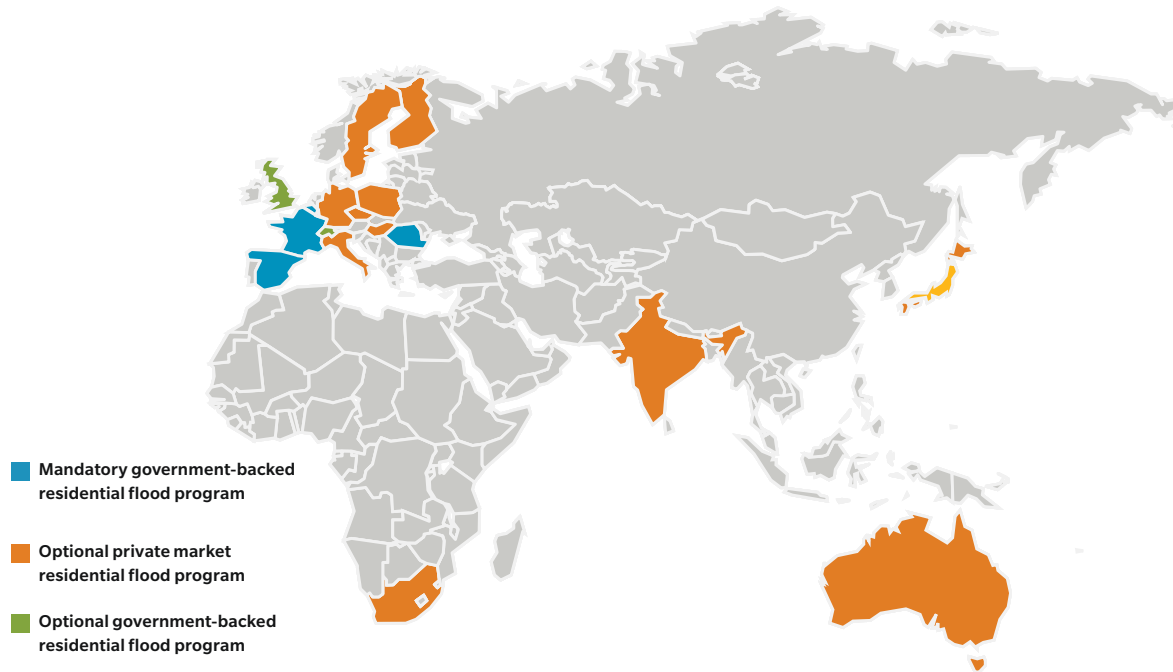 Mandatory government-backed
residential flood program
Optional private market
residential flood program
Optional government-backed
residential flood program